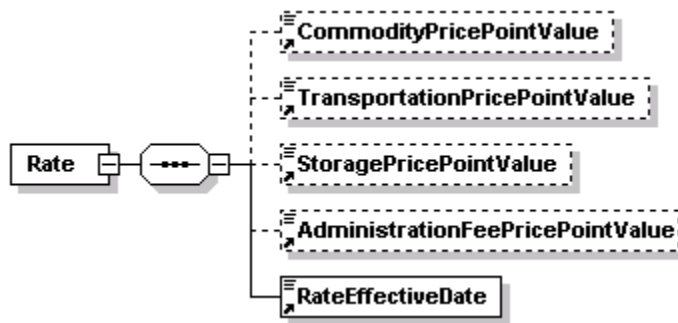 CommodityPricePointValue
TransportationPricePointValue
Rate
StoragePricePointValue
AdministrationFeePricePointValue
RateEffectiveDate